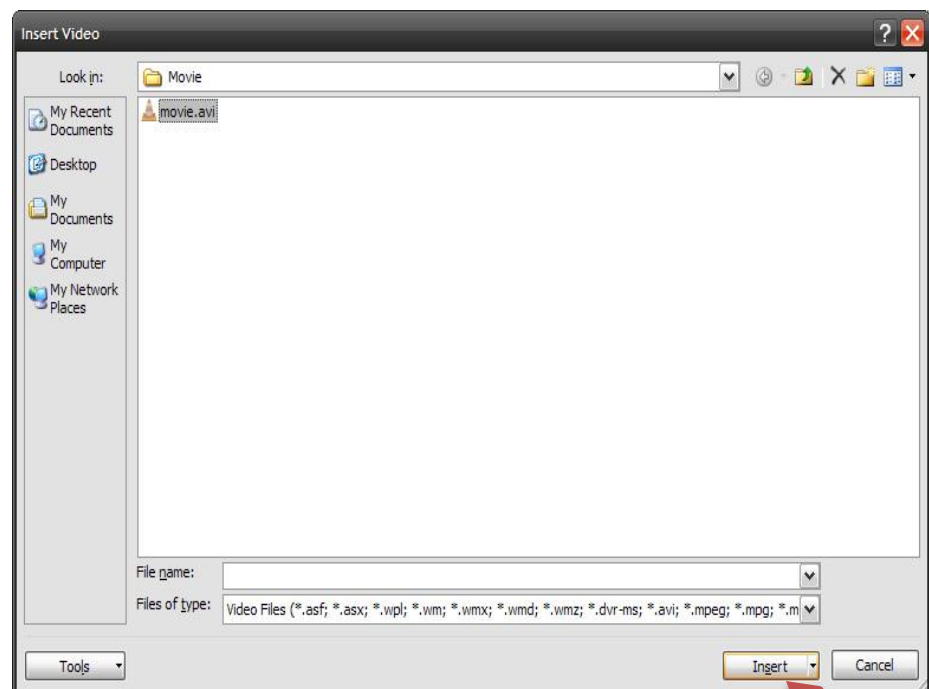 Insert Video
?
Look in:
Movie
My Recent
Documents
Desktop
My
Documents
My
Computer
My Network
Places
movie.avi
File name:
Files of type:
Video Files (*.asf; *.asx; *.wpl; *.wm; *.wmx; *.wmd; *.wmz; *.dvr-ms; *.avi; *.mpeg; *.mpg; *.m
Tools
Insert
Cancel